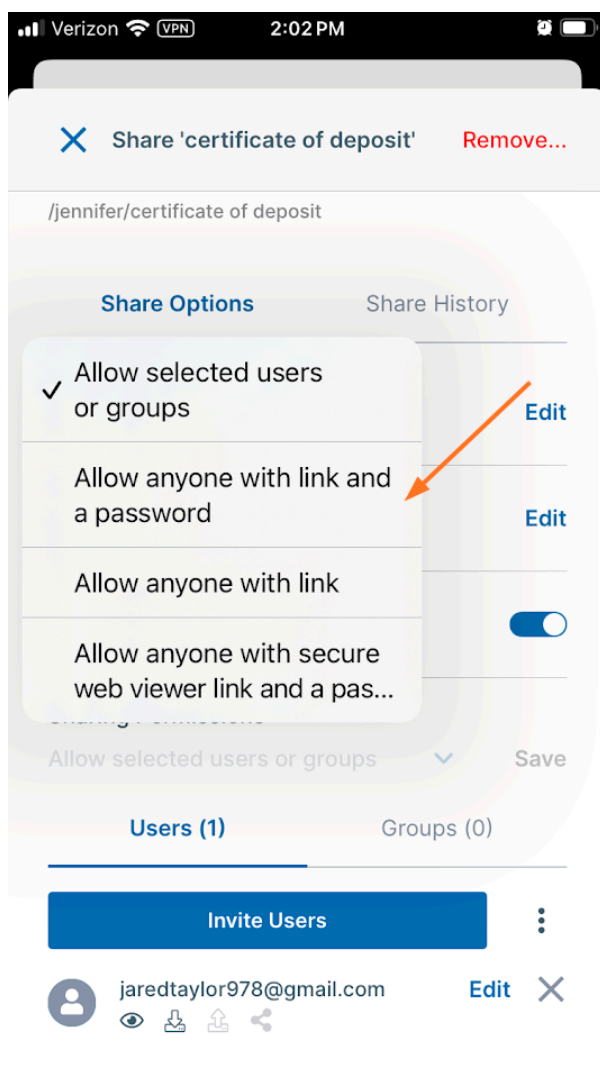 Verizon VPN 2:02 PM
Share 'certificate of deposit' Remove...
/jennifer/certificate of deposit
Share Options Share History
Allow selected users
or groups
Edit
Allow anyone with link and
a password
Edit
Allow anyone with link
Allow anyone with secure
web viewer link and a pas...
Sharing Permissions
Allow selected users or groups Save
Users (1) Groups (0)
Invite Users
jaredtaylor978@gmail.com Edit